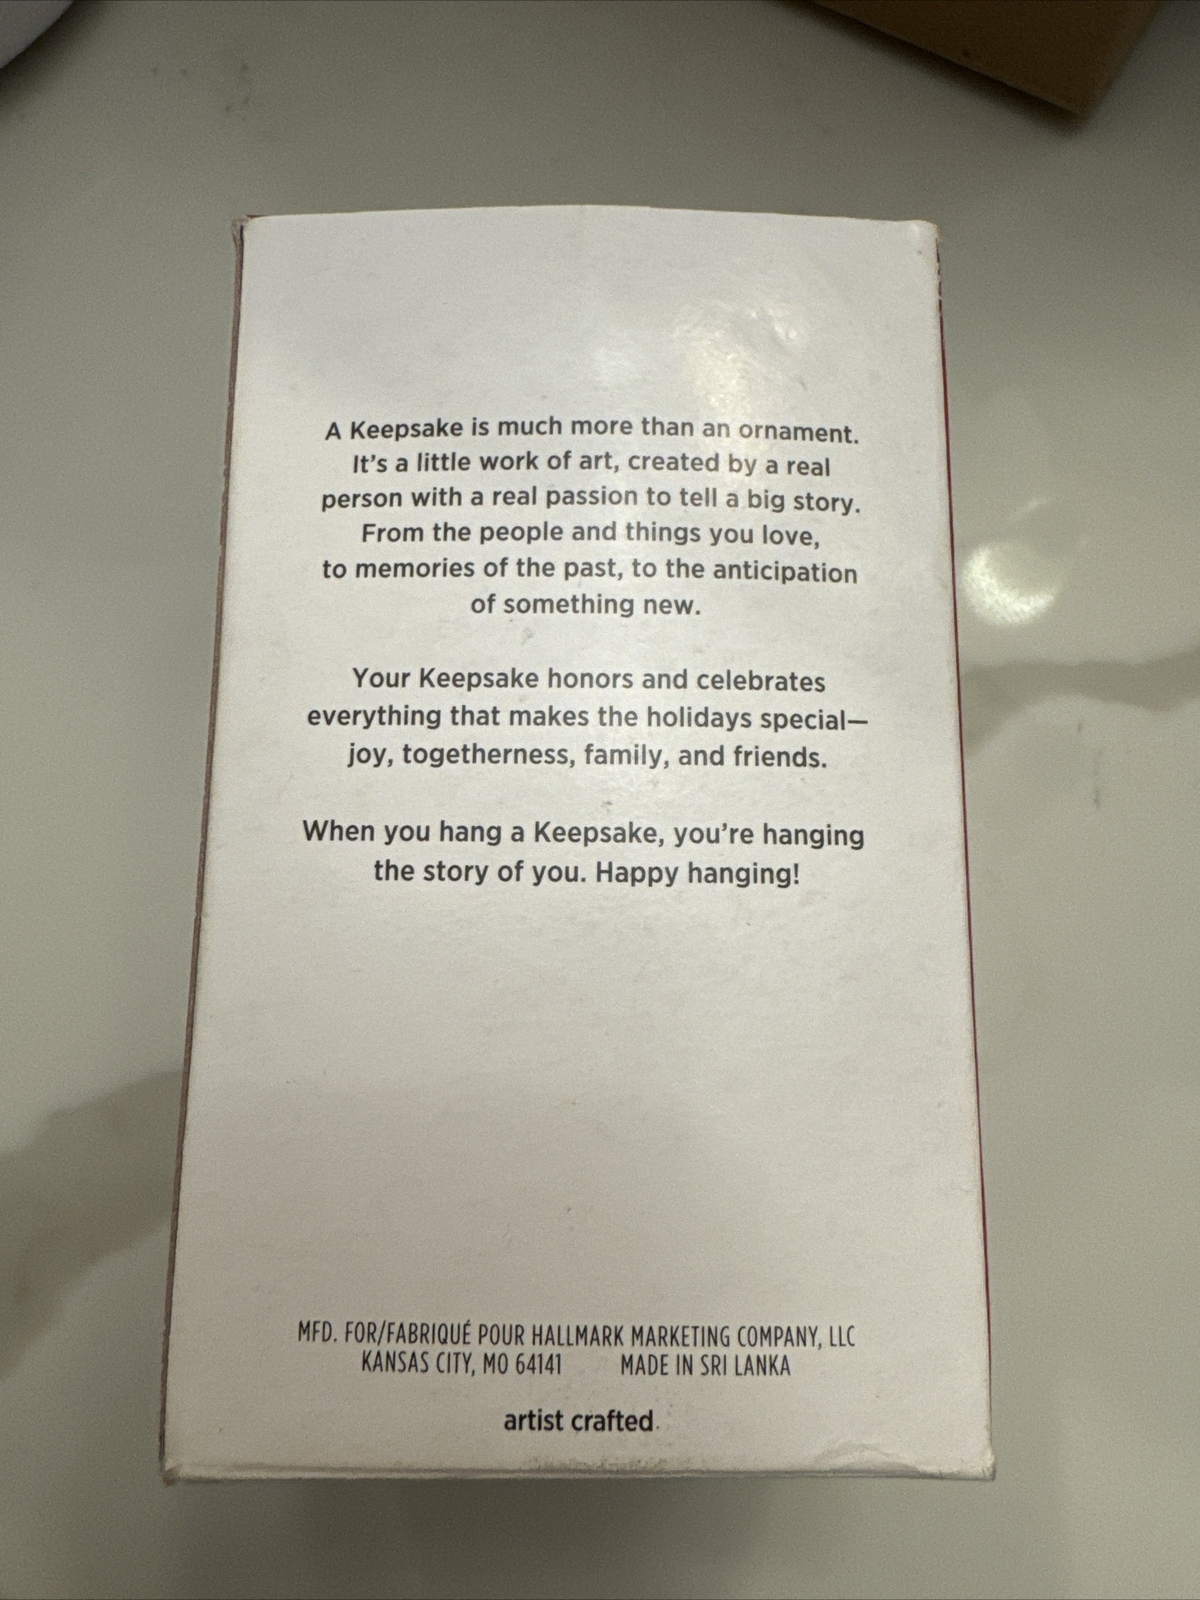 A Keepsake is much more than an ornament.
It's a little work of art, created by a real
person with a real passion to tell a big story.
From the people and things you love,
to memories of the past, to the anticipation
of something new.
Your Keepsake honors and celebrates
everything that makes the holidays special—
joy, togetherness, family, and friends.
When you hang a Keepsake, you're hanging
the story of you. Happy hanging!
MFD. FOR/FABRIQUÉ POUR HALLMARK MARKETING COMPANY, LLC
KANSAS CITY, MO 64141 MADE IN SRI LANKA
artist crafted.